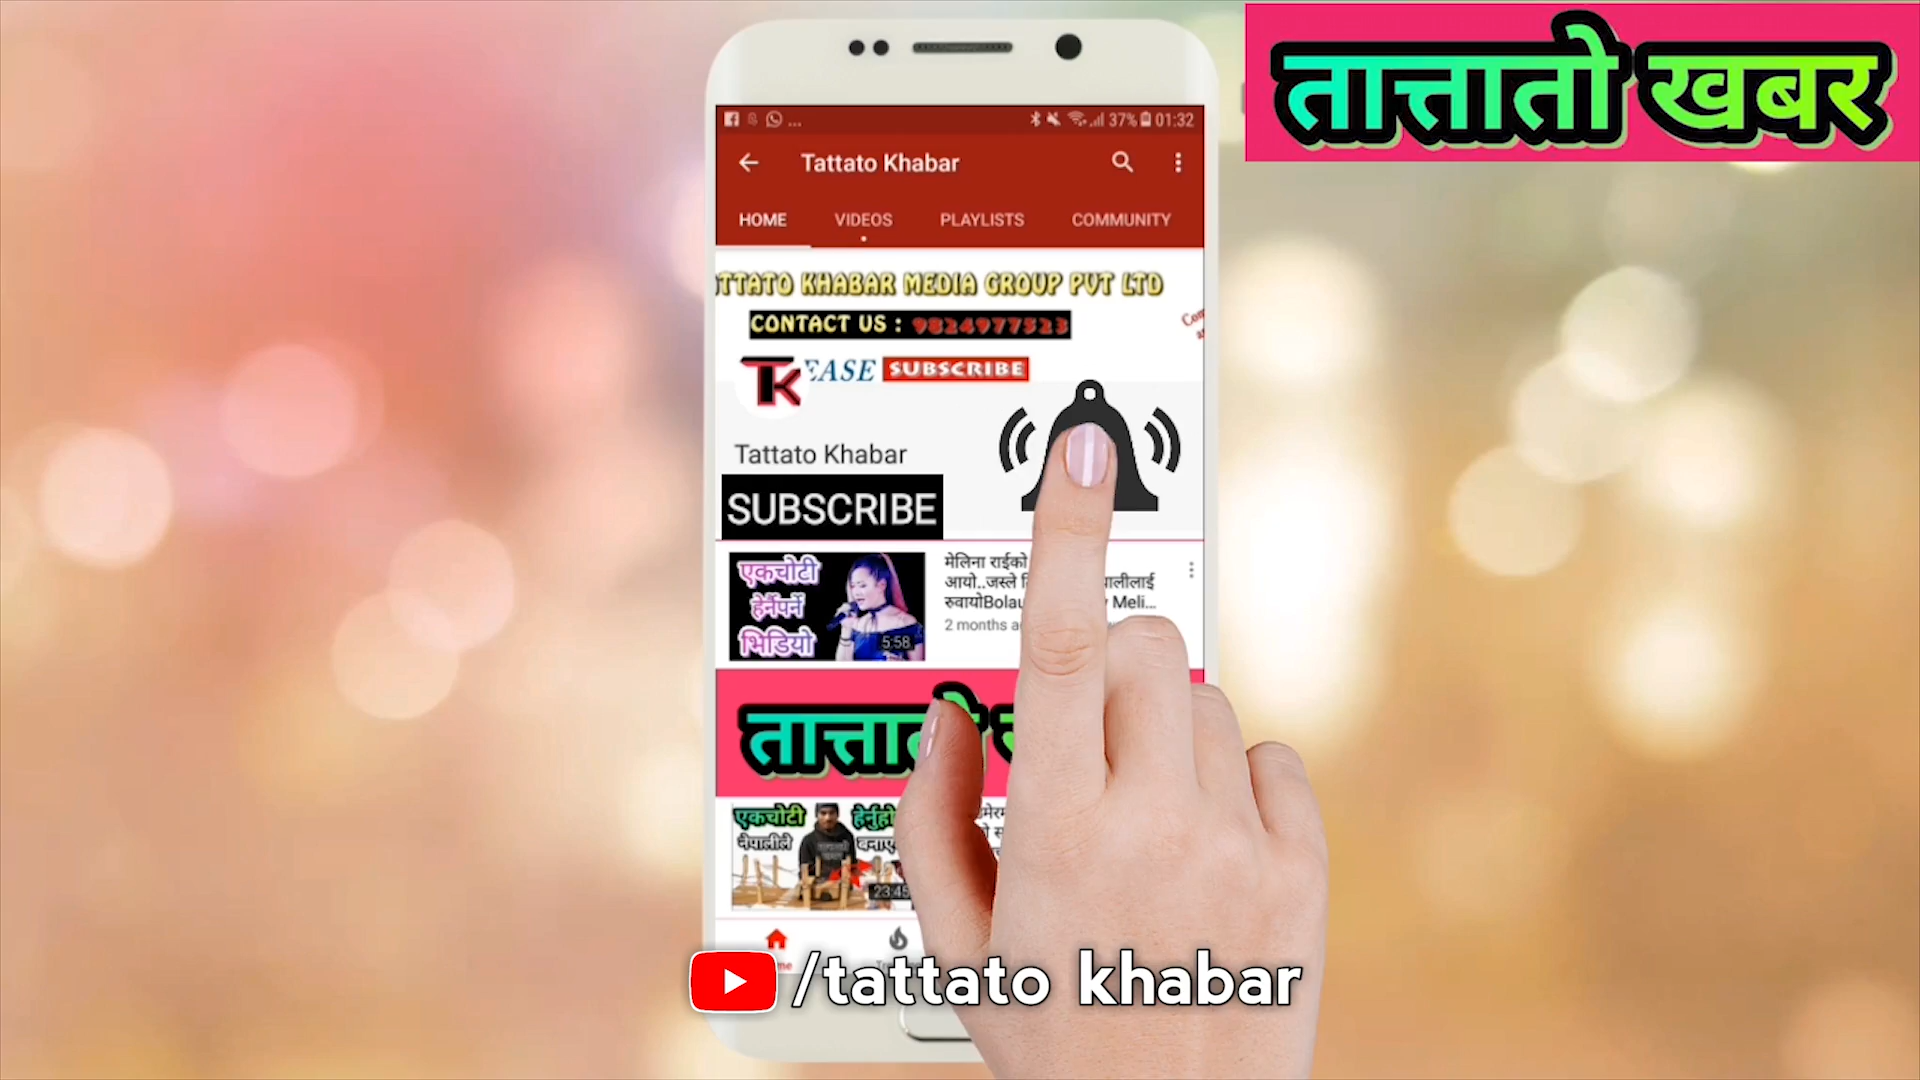 तात्तातो खबर
37% 01:32
Tattato Khabar
HOME VIDEOS PLAYLISTS COMMUNITY
TATTATO KHABAR MEDIA GROUP PVT LTD
CONTACT US : 9824977523
SUBSCRIBE
TK
Tattato Khabar
SUBSCRIBE
एकचोटी
हेर्नैपर्ने
भिडियो
5:58
मेलिना राईको
आयो..जस्ले
रुवायोBolau Meli...
2 months
तात्तातो
एकचोटी
नेपालीले
23:45
/tattato khabar